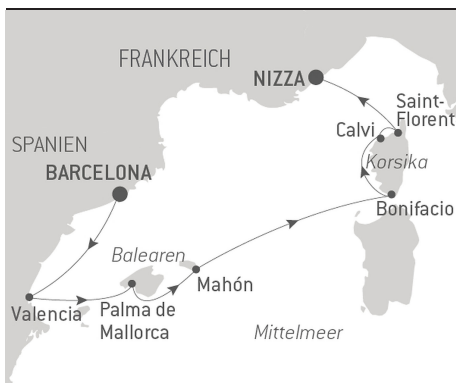 FRANKREICH
NIZZA
Saint-
Florent
Calvi
SPANIEN
Korsika
BARCELONA
Bonifacio
Balearen
Mahón
Valencia
Palma de
Mallorca
Mittelmeer